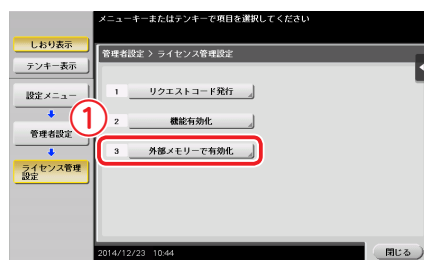 メニューキーまたはテンキーで項目を選択してください
しおり表示
テンキー表示
設定メニュー
管理者設定
ライセンス管理
設定
管理者設定 > ライセンス管理設定
1 リクエストコード発行
2 機能有効化
3 外部メモリーで有効化
1
2014/12/23 10:44
閉じる